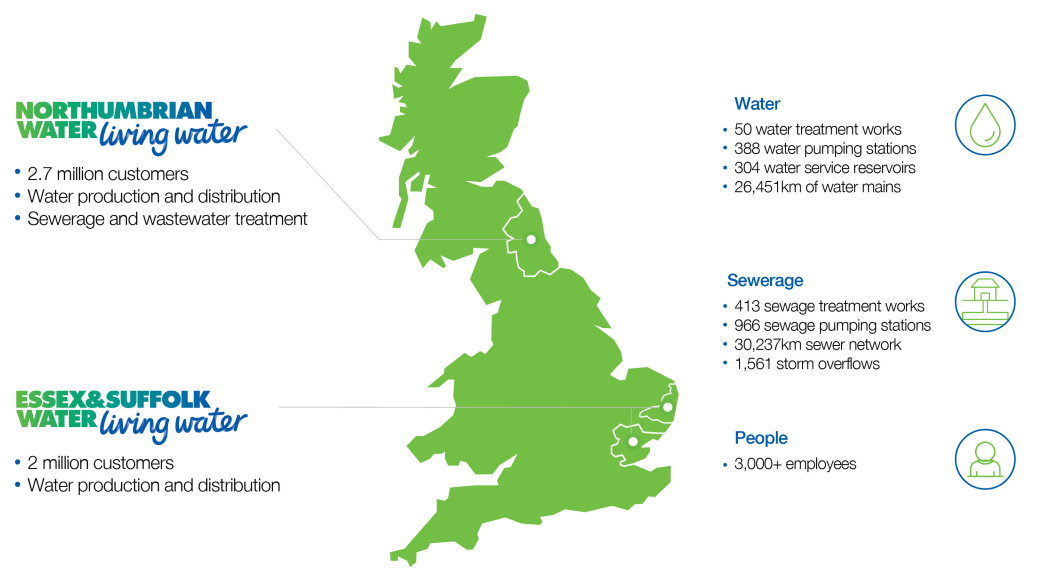 NORTHUMBRIAN
WATER living water
• 2.7 million customers
• Water production and distribution
• Sewerage and wastewater treatment
ESSEX&SUFFOLK
WATER living water
• 2 million customers
• Water production and distribution
Water
• 50 water treatment works
• 388 water pumping stations
• 304 water service reservoirs
• 26,451km of water mains
Sewerage
• 413 sewage treatment works
• 966 sewage pumping stations
• 30,237km sewer network
• 1,561 storm overflows
People
• 3,000+ employees